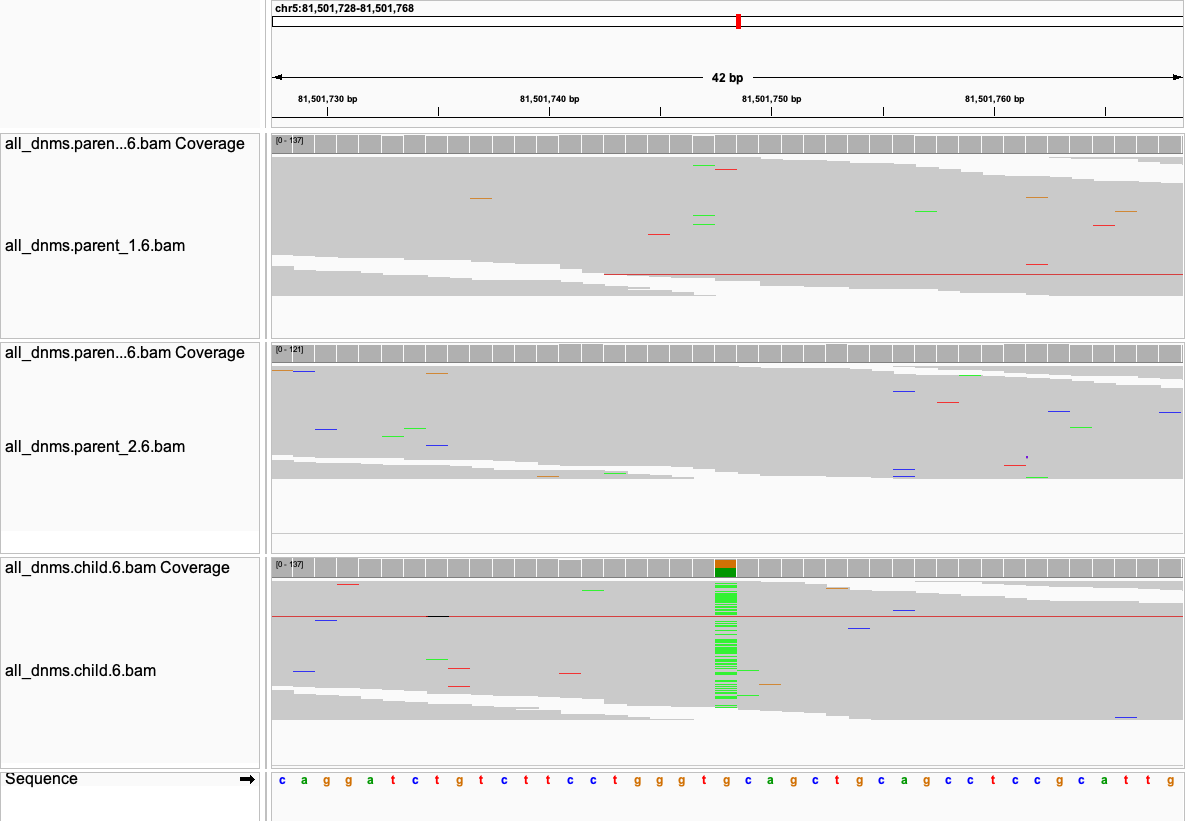 chr5:81,501,728-81,501,768
42 bp
81,501,730 bp 81,501,740 bp 81,501,750 bp 81,501,760 bp
all_dnms.paren...6.bam Coverage [0 - 137]
all_dnms.parent_1.6.bam
all_dnms.paren...6.bam Coverage [0 - 121]
all_dnms.parent_2.6.bam
all_dnms.child.6.bam Coverage [0 - 137]
all_dnms.child.6.bam
Sequence c a g g a t c t g t c t t c c t g g g t g c a g c t g c a g c c t c c g c a t t g